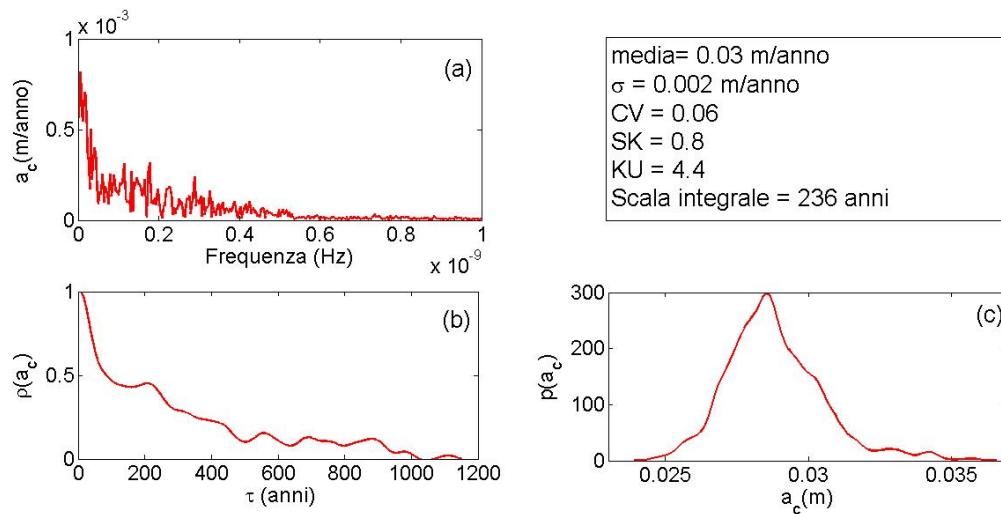 x 10⁻³
1
0.5
0
a_c(m/anno)
(a)
0 0.2 0.4 0.6 0.8 1
Frequenza (Hz)
x 10⁻⁹
media= 0.03 m/anno
σ = 0.002 m/anno
CV = 0.06
SK = 0.8
KU = 4.4
Scala integrale = 236 anni
1
0.5
0
ρ(a_c)
(b)
0 200 400 600 800 1000 1200
τ (anni)
300
200
100
0
p(a_c)
(c)
0.025 0.03 0.035
a_c(m)